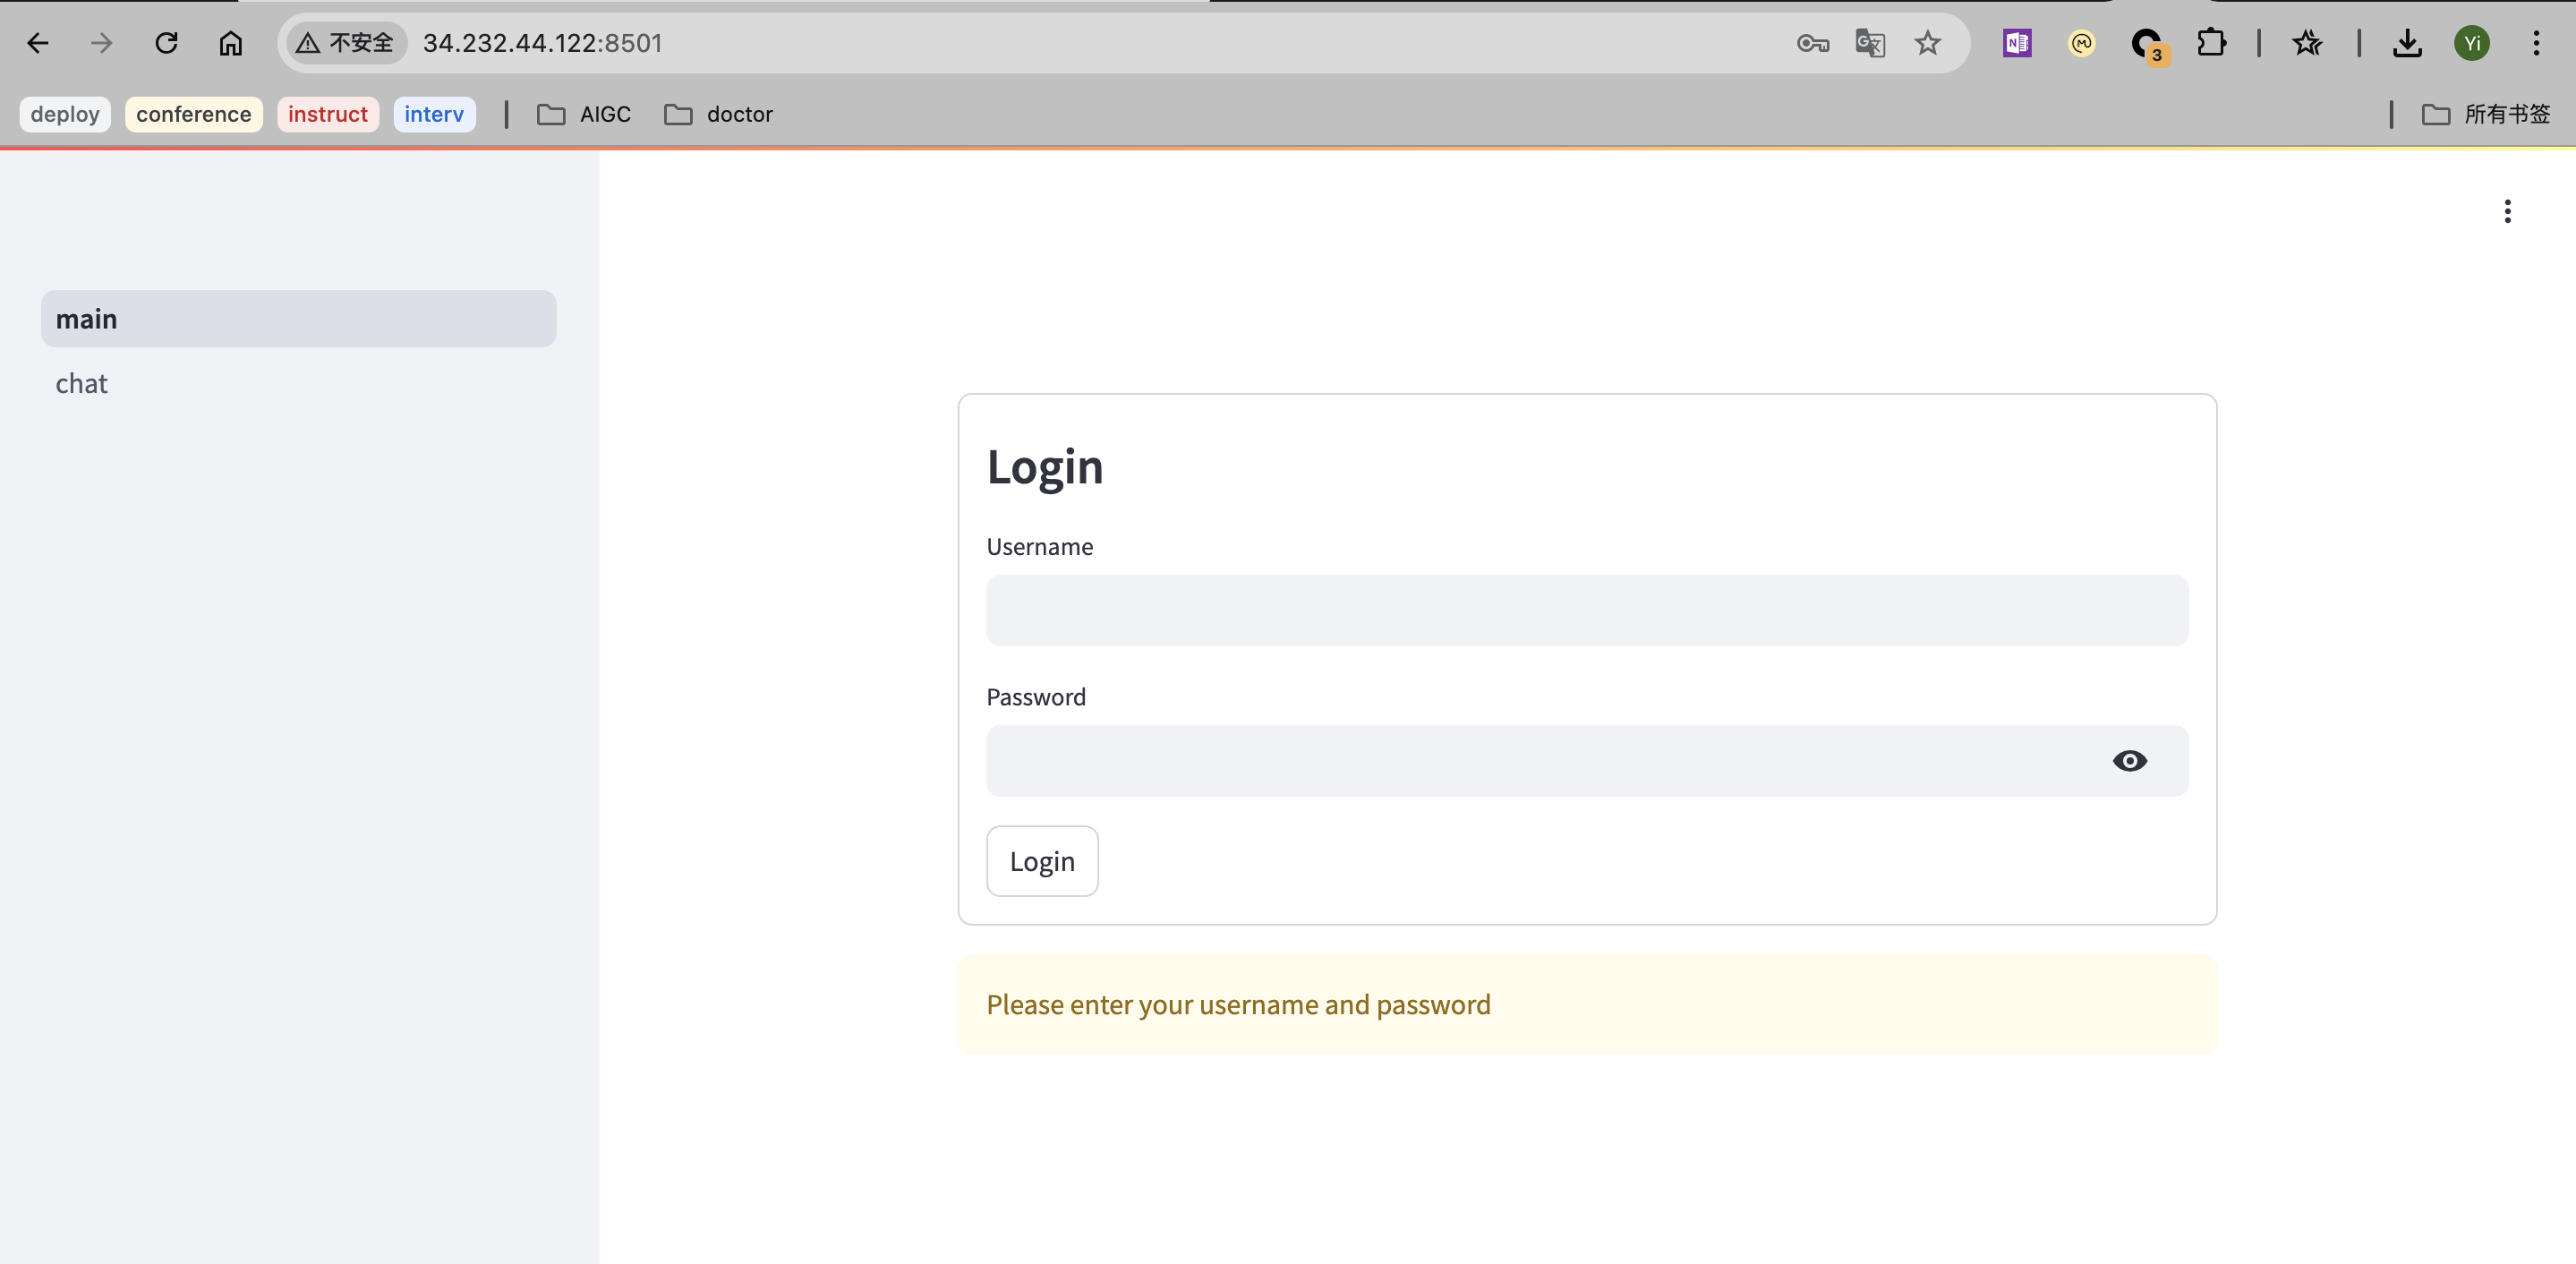 不安全 34.232.44.122:8501 3 Yi
deploy conference instruct interv AIGC doctor 所有书签
main
chat
Login
Username
Password
Login
Please enter your username and password